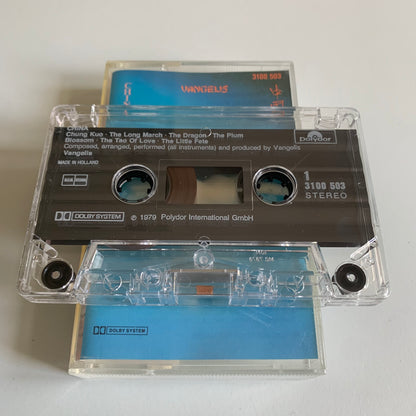 VANGELIS
3100 503
CHINA
Chung Kuo · The Long March · The Dragon · The Plum
Blossom · The Tao Of Love · The Little Fete
Composed, arranged, performed (all instruments) and produced by Vangelis
Vangelis
MADE IN HOLLAND
polydor
1
3100 503
STEREO
DOLBY SYSTEM
℗ 1979 Polydor International GmbH
DOLBY SYSTEM